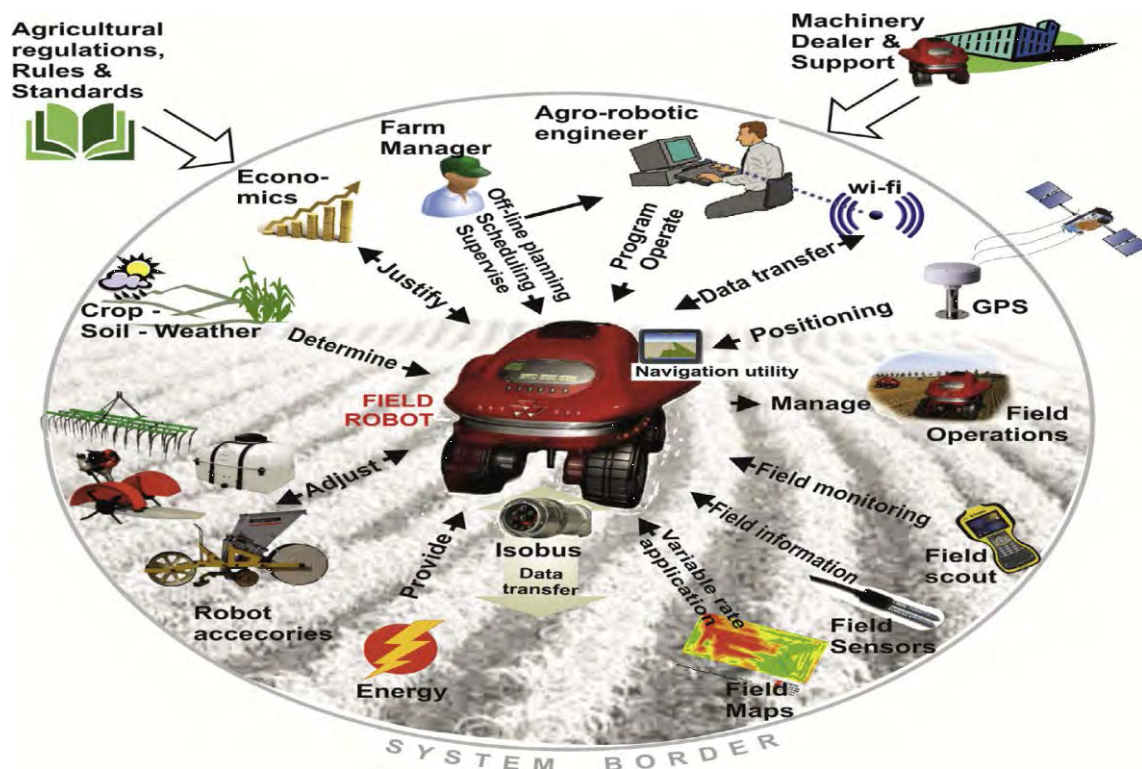 Agricultural
regulations,
Rules &
Standards
Machinery
Dealer &
Support
Farm
Manager
Agro-robotic
engineer
Econo-
mics
wi-fi
Off-line planning
Scheduling
Supervise
Program
Operate
Justify
Data transfer
GPS
Crop -
Soil - Weather
Determine
Positioning
Navigation utility
FIELD
ROBOT
Manage
Field
Operations
Adjust
Field monitoring
Field information
Field
scout
Provide
Isobus
Data
transfer
Variable rate
application
Robot
accecories
Field
Sensors
Energy
Field
Maps
SYSTEM BORDER